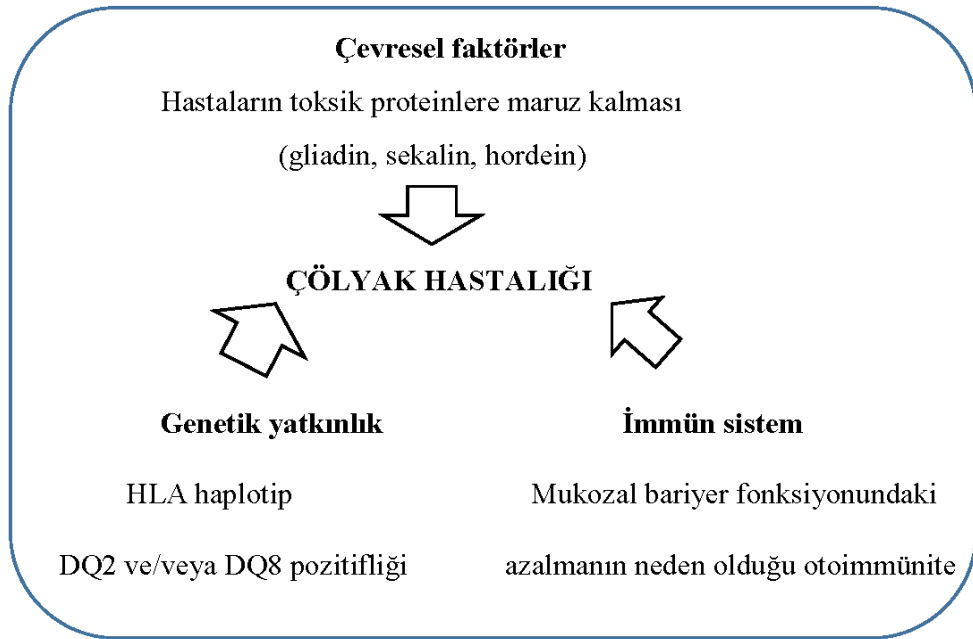 Çevresel faktörler
Hastaların toksik proteinlere maruz kalması
(gliadin, sekalin, hordein)
ÇÖLYAK HASTALIĞI
Genetik yatkınlık
HLA haplotip
DQ2 ve/veya DQ8 pozitifliği
İmmün sistem
Mukozal bariyer fonksiyonundaki
azalmanın neden olduğu otoimmünite